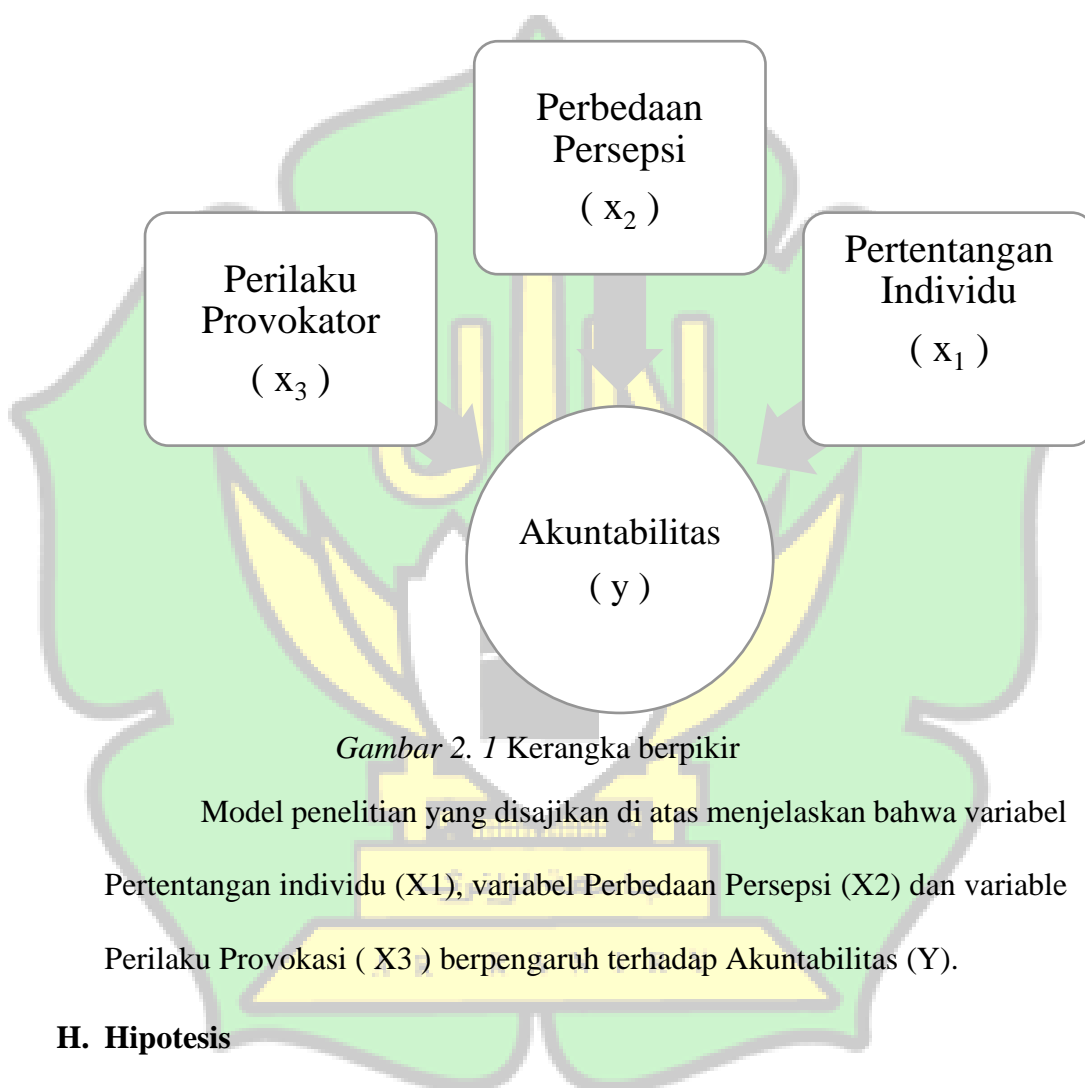 Perbedaan
Persepsi
( x₂ )
Perilaku
Provokator
( x₃ )
Pertentangan
Individu
( x₁ )
Akuntabilitas
( y )
Gambar 2. 1 Kerangka berpikir
Model penelitian yang disajikan di atas menjelaskan bahwa variabel
Pertentangan individu (X1), variabel Perbedaan Persepsi (X2) dan variable
Perilaku Provokasi ( X3 ) berpengaruh terhadap Akuntabilitas (Y).
H. Hipotesis